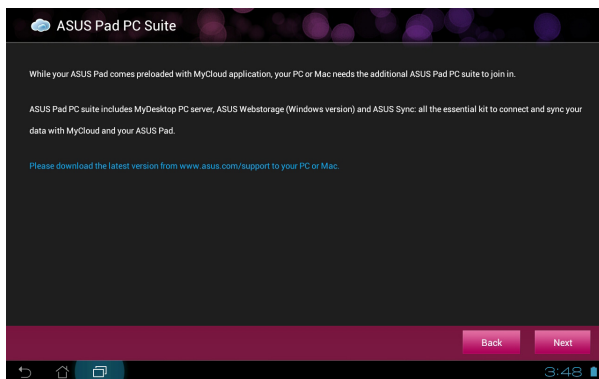 ASUS Pad PC Suite
While your ASUS Pad comes preloaded with MyCloud application, your PC or Mac needs the additional ASUS Pad PC suite to join in.
ASUS Pad PC suite includes MyDesktop PC server, ASUS Webstorage (Windows version) and ASUS Sync: all the essential kit to connect and sync your
data with MyCloud and your ASUS Pad.
Please download the latest version from www.asus.com/support to your PC or Mac.
Back Next
3:48